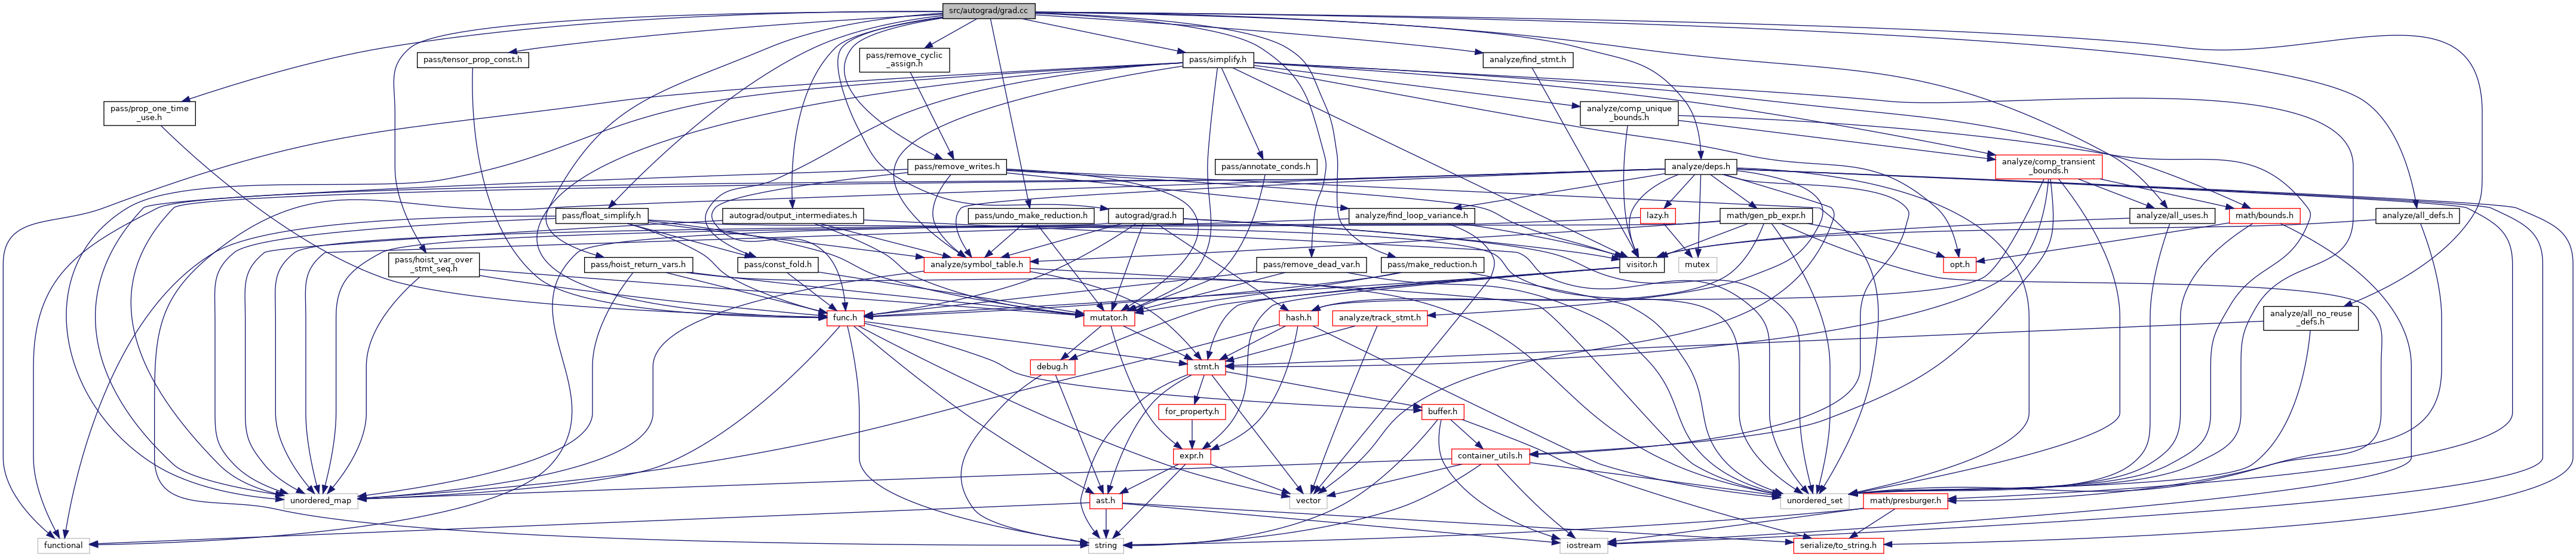 src/autograd/grad.cc
pass/tensor_prop_const.h
pass/remove_cyclic
_assign.h
pass/simplify.h
analyze/find_stmt.h
pass/prop_one_time
_use.h
analyze/comp_unique
_bounds.h
pass/remove_writes.h
pass/annotate_conds.h
analyze/deps.h
analyze/comp_transient
_bounds.h
pass/float_simplify.h
autograd/output_intermediates.h
pass/undo_make_reduction.h
autograd/grad.h
analyze/find_loop_variance.h
lazy.h
math/gen_pb_expr.h
analyze/all_uses.h
math/bounds.h
analyze/all_defs.h
pass/hoist_var_over
_stmt_seq.h
pass/hoist_return_vars.h
pass/const_fold.h
analyze/symbol_table.h
pass/remove_dead_var.h
pass/make_reduction.h
visitor.h
mutex
opt.h
func.h
mutator.h
hash.h
analyze/track_stmt.h
analyze/all_no_reuse
_defs.h
debug.h
stmt.h
for_property.h
buffer.h
expr.h
container_utils.h
unordered_map
ast.h
vector
unordered_set
math/presburger.h
functional
string
iostream
serialize/to_string.h